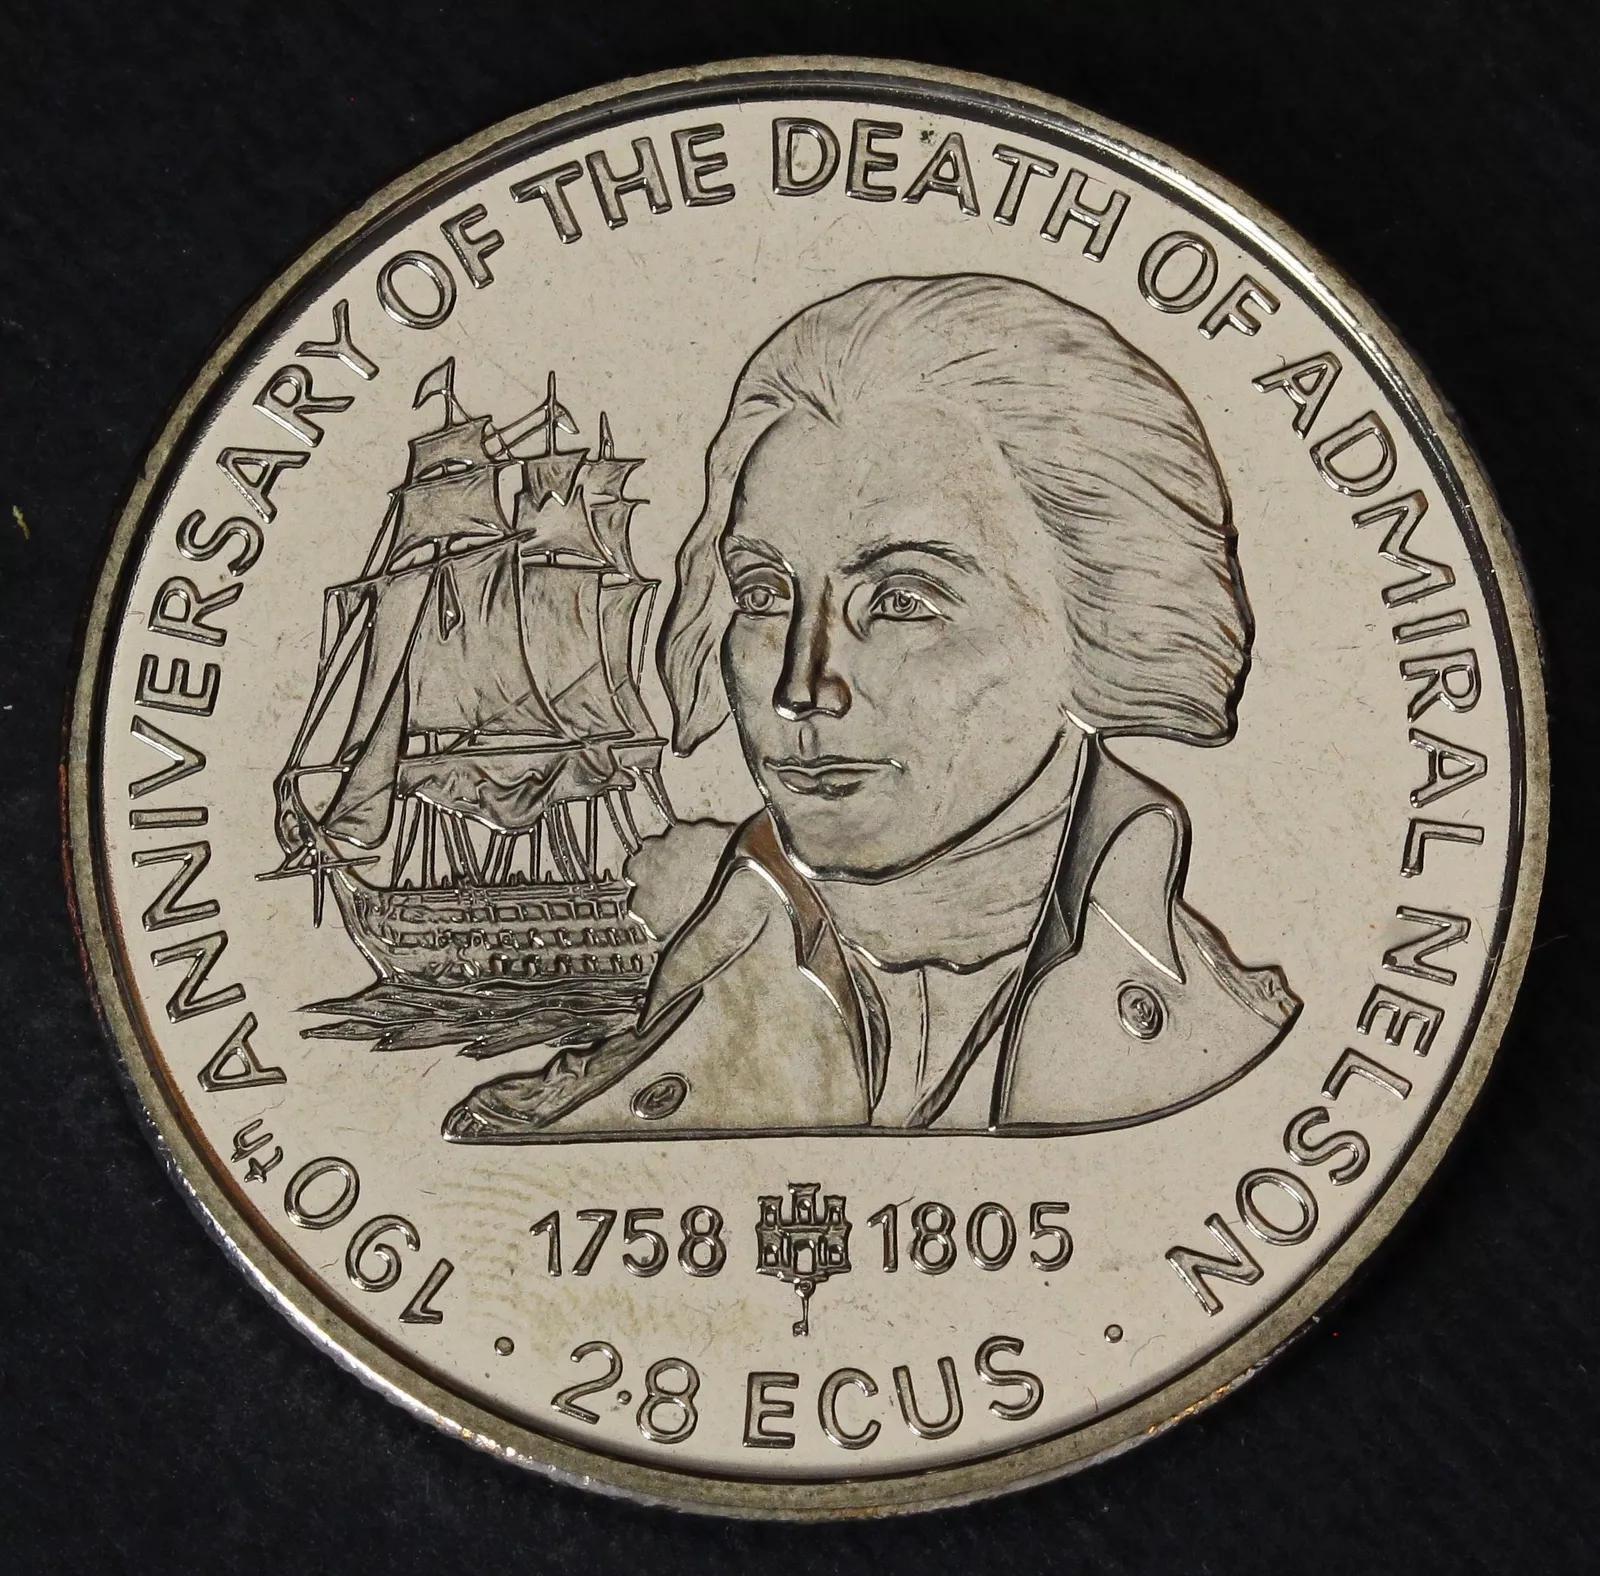 190th ANNIVERSARY OF THE DEATH OF ADMIRAL NELSON
1758 1805
· 2·8 ECUS ·